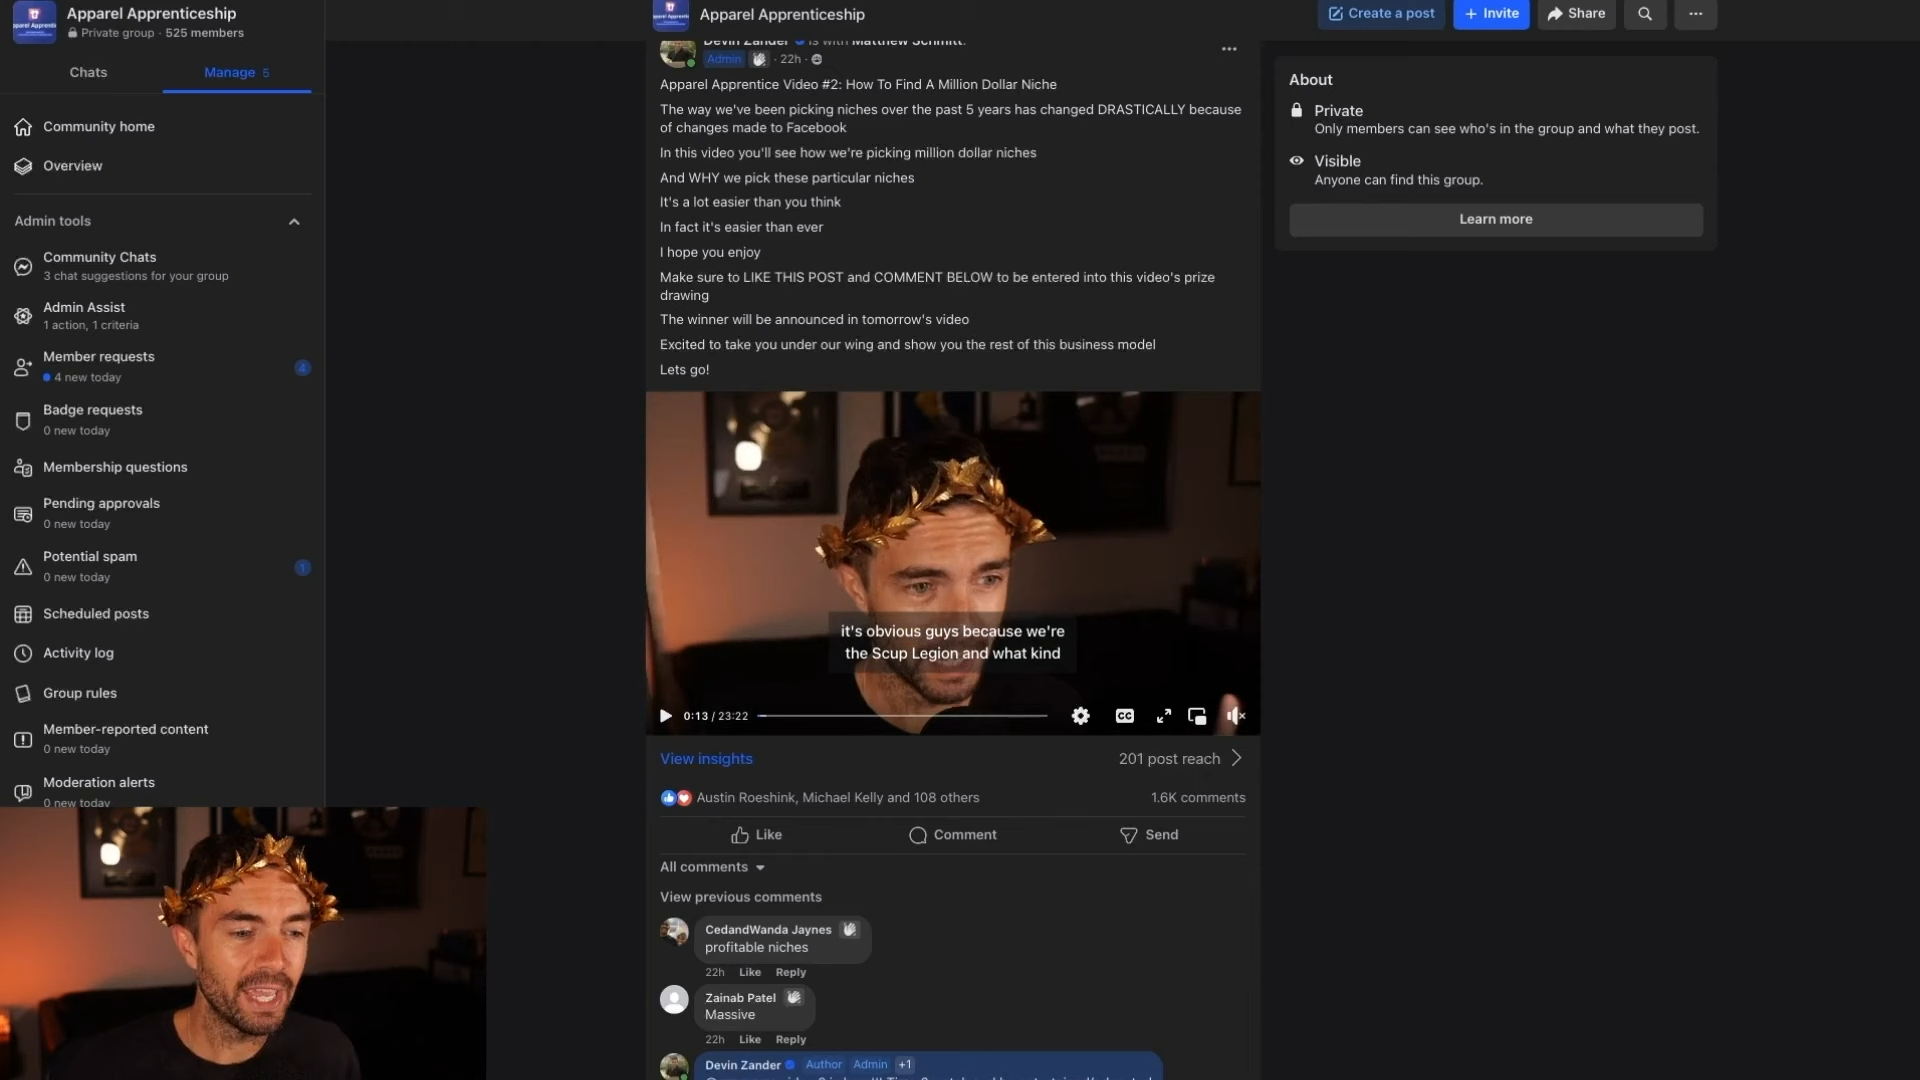 Apparel Apprenticeship
Private group · 525 members
Chats
Manage 5
Community home
Overview
Admin tools
Community Chats
3 chat suggestions for your group
Admin Assist
1 action, 1 criteria
Member requests
4 new today
4
Badge requests
0 new today
Membership questions
Pending approvals
0 new today
Potential spam
0 new today
1
Scheduled posts
Activity log
Group rules
Member-reported content
0 new today
Moderation alerts
0 new today
Apparel Apprenticeship
Create a post
+ Invite
Share
Devin Zander is with Matthew Schmitt.
Admin · 22h ·
Apparel Apprentice Video #2: How To Find A Million Dollar Niche
The way we've been picking niches over the past 5 years has changed DRASTICALLY because
of changes made to Facebook
In this video you'll see how we're picking million dollar niches
And WHY we pick these particular niches
It's a lot easier than you think
In fact it's easier than ever
I hope you enjoy
Make sure to LIKE THIS POST and COMMENT BELOW to be entered into this video's prize
drawing
The winner will be announced in tomorrow's video
Excited to take you under our wing and show you the rest of this business model
Lets go!
it's obvious guys because we're
the Scup Legion and what kind
0:13 / 23:22
CC
View insights
201 post reach
Austin Roeshink, Michael Kelly and 108 others
1.6K comments
Like
Comment
Send
All comments
View previous comments
CedandWanda Jaynes
profitable niches
22h Like Reply
Zainab Patel
Massive
22h Like Reply
Devin Zander Author Admin +1
About
Private
Only members can see who's in the group and what they post.
Visible
Anyone can find this group.
Learn more